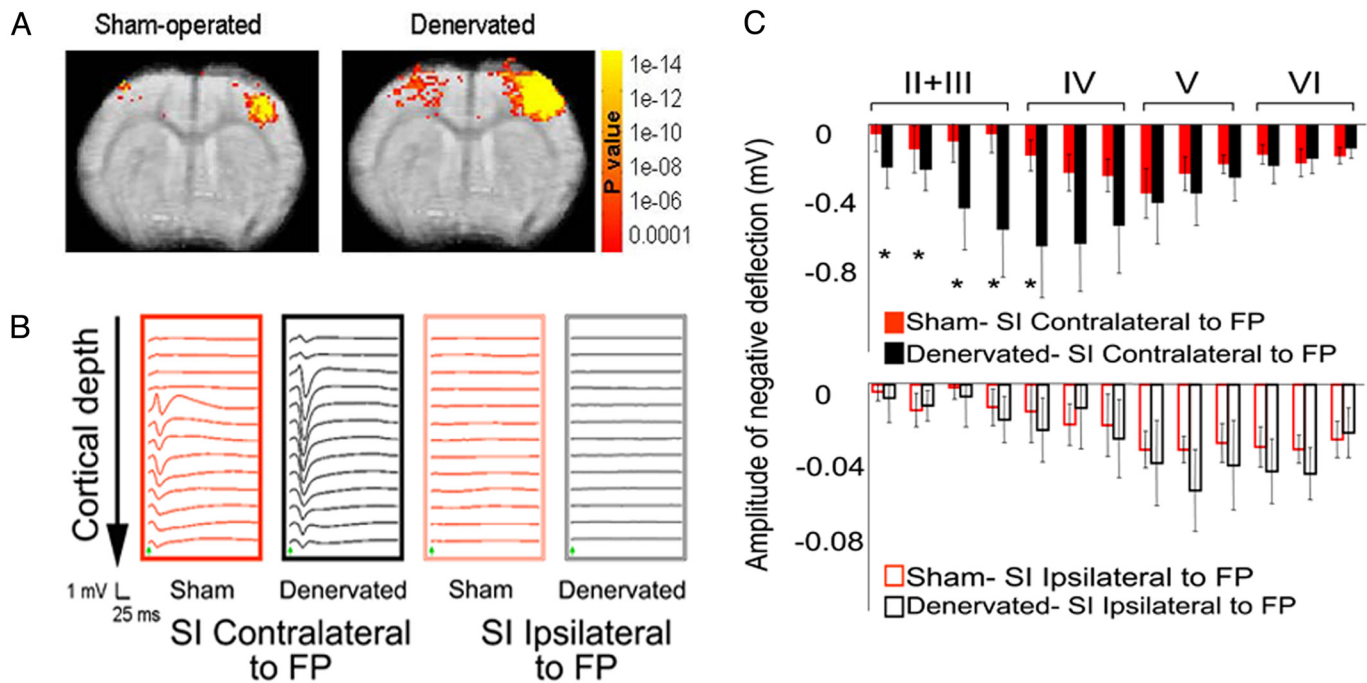 A
Sham-operated
Denervated
1e-14
1e-12
1e-10
1e-08
1e-06
0.0001
P value
B
Cortical depth
1 mV
25 ms
Sham
Denervated
Sham
Denervated
SI Contralateral
to FP
SI Ipsilateral
to FP
C
II+III
IV
V
VI
Amplitude of negative deflection (mV)
0
-0.4
-0.8
* * * * *
Sham- SI Contralateral to FP
Denervated- SI Contralateral to FP
0
-0.04
-0.08
Sham- SI Ipsilateral to FP
Denervated- SI Ipsilateral to FP